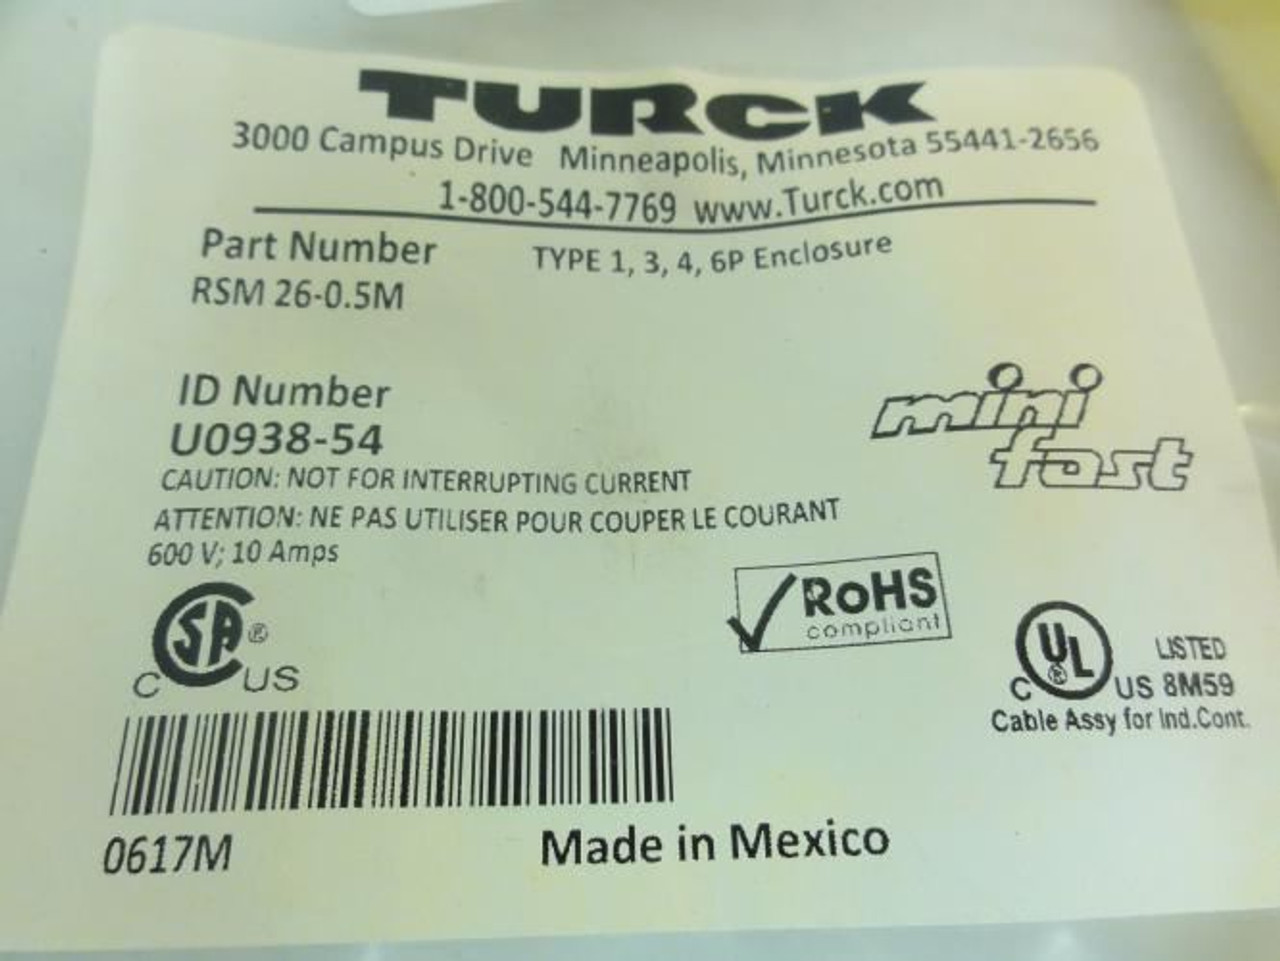 TURCK
3000 Campus Drive Minneapolis, Minnesota 55441-2656
1-800-544-7769 www.Turck.com
Part Number TYPE 1, 3, 4, 6P Enclosure
RSM 26-0.5M
ID Number
U0938-54
mini
fast
CAUTION: NOT FOR INTERRUPTING CURRENT
ATTENTION: NE PAS UTILISER POUR COUPER LE COURANT
600 V; 10 Amps
RoHS
compliant
SA®
C US
UL®
LISTED
C US 8M59
Cable Assy for Ind.Cont.
0617M Made in Mexico